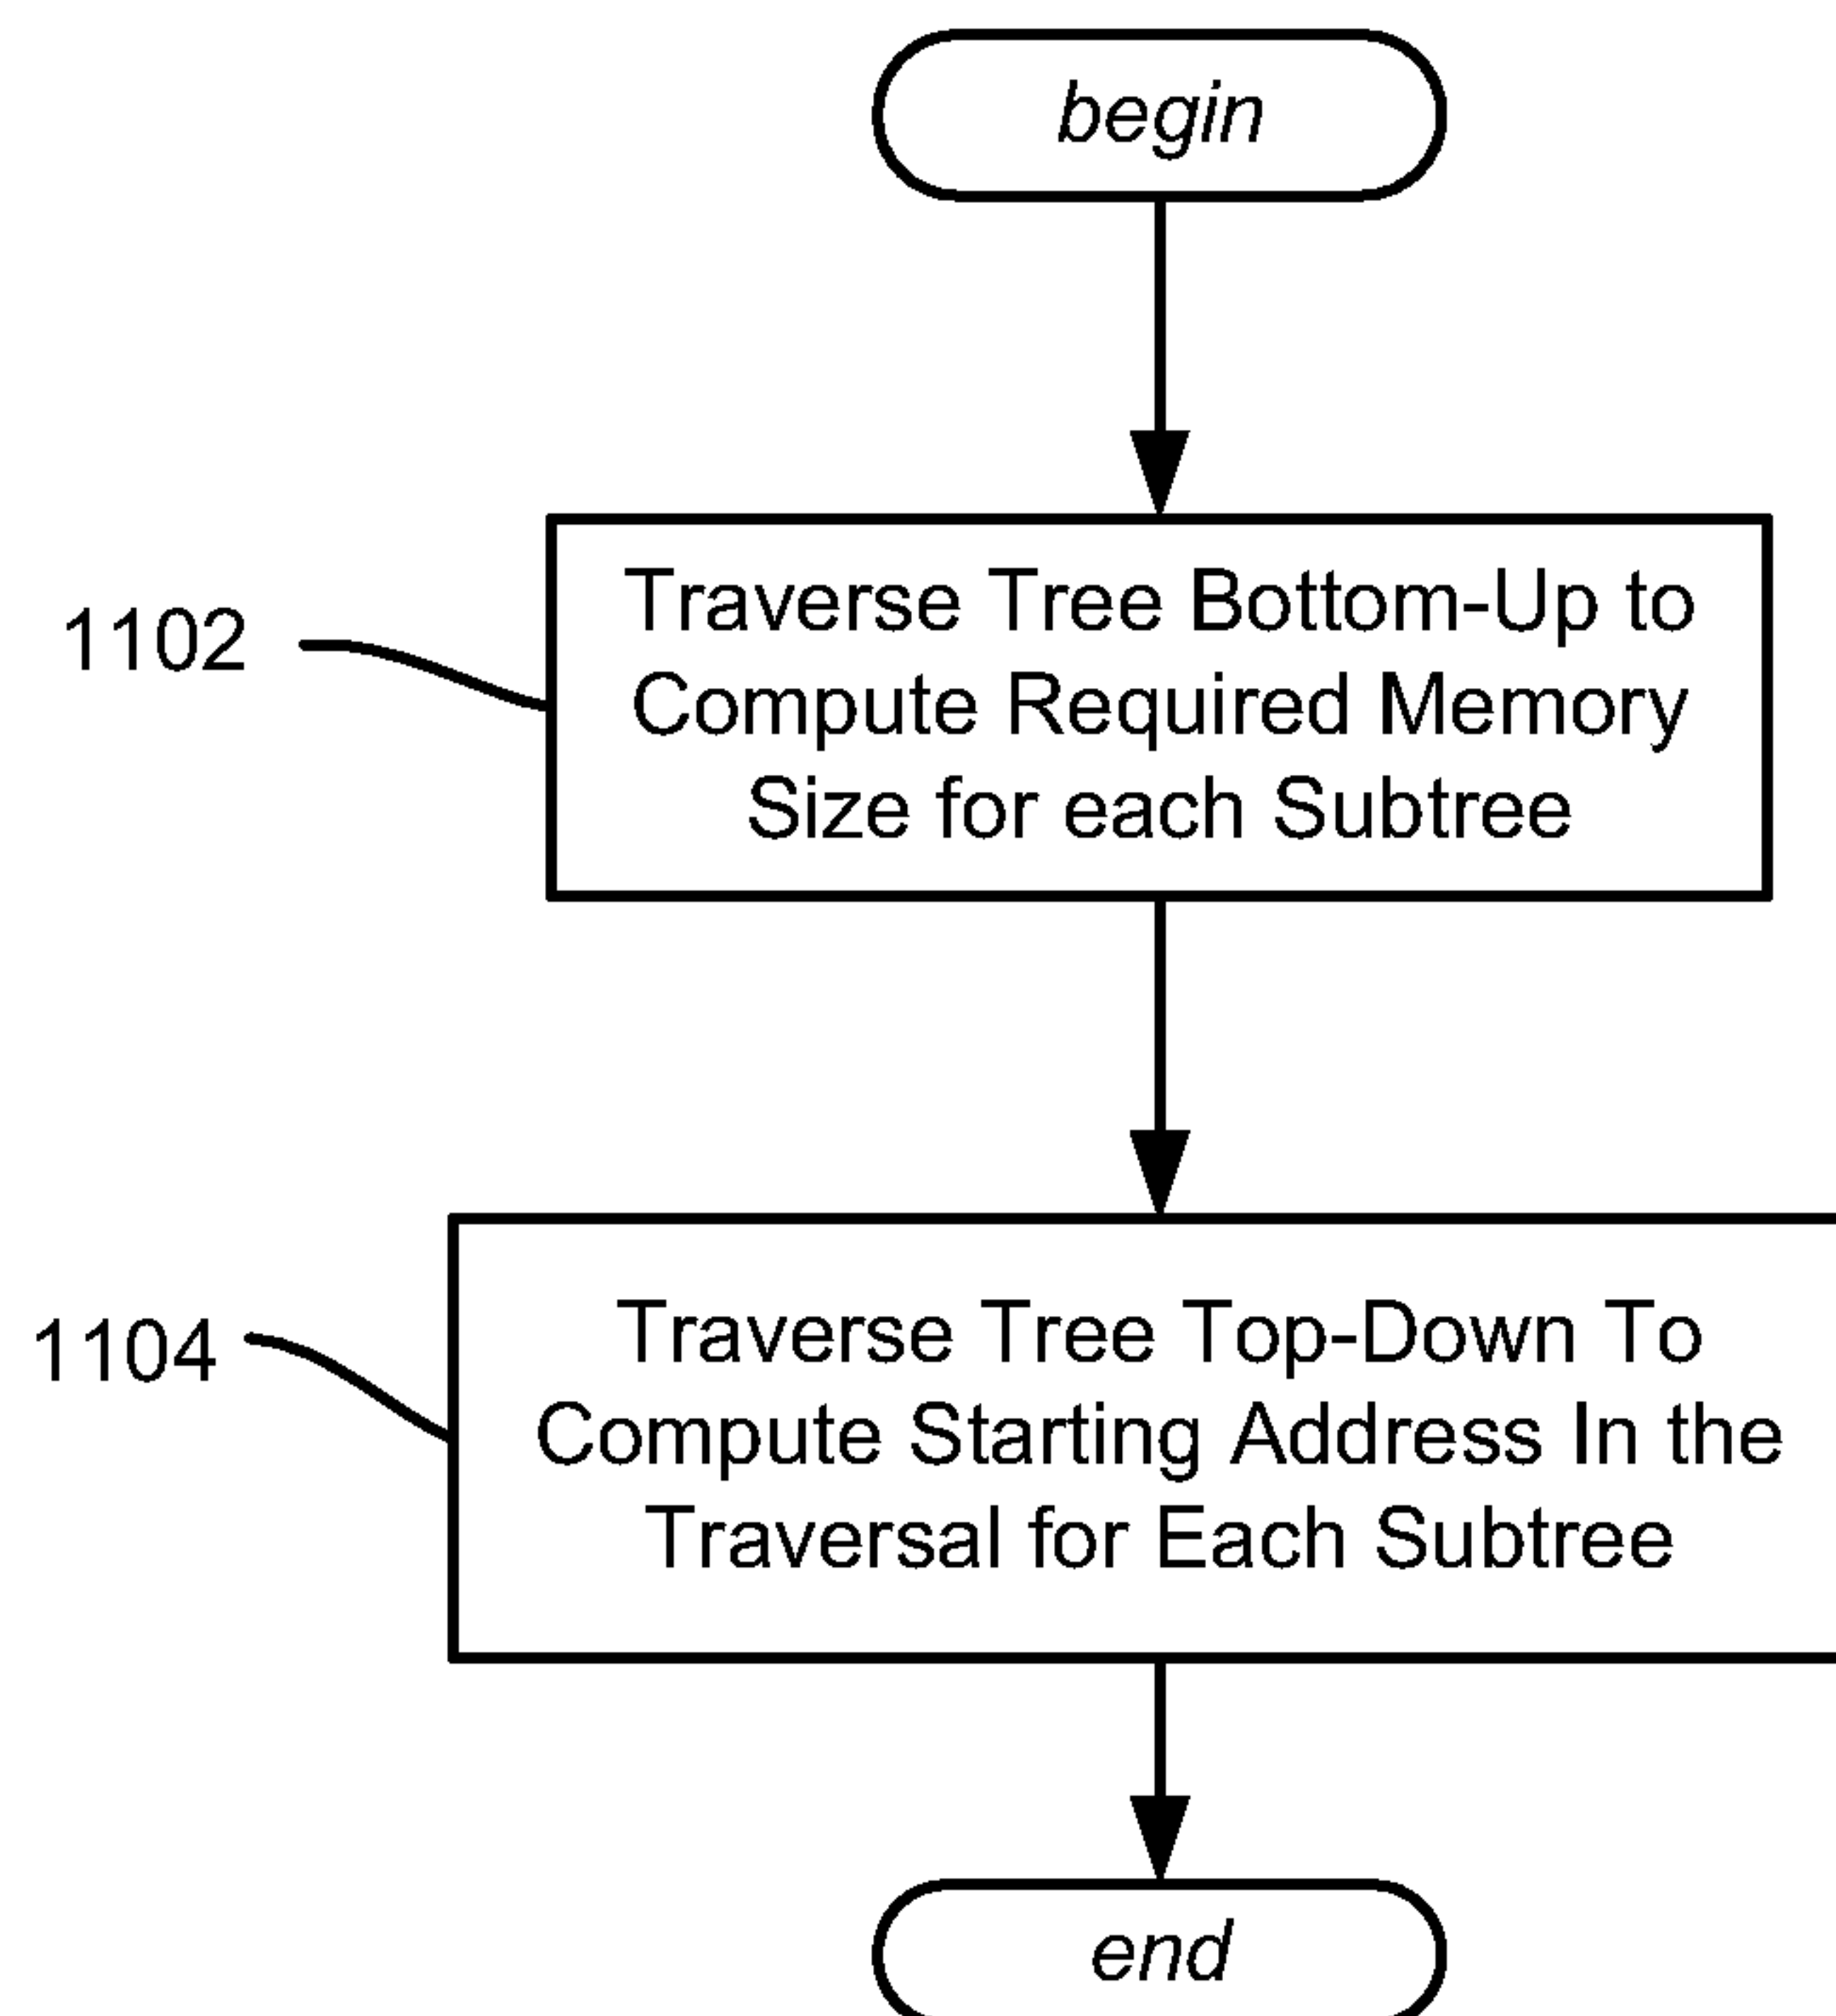 begin
1102
Traverse Tree Bottom-Up to
Compute Required Memory
Size for each Subtree
1104
Traverse Tree Top-Down To
Compute Starting Address In the
Traversal for Each Subtree
end